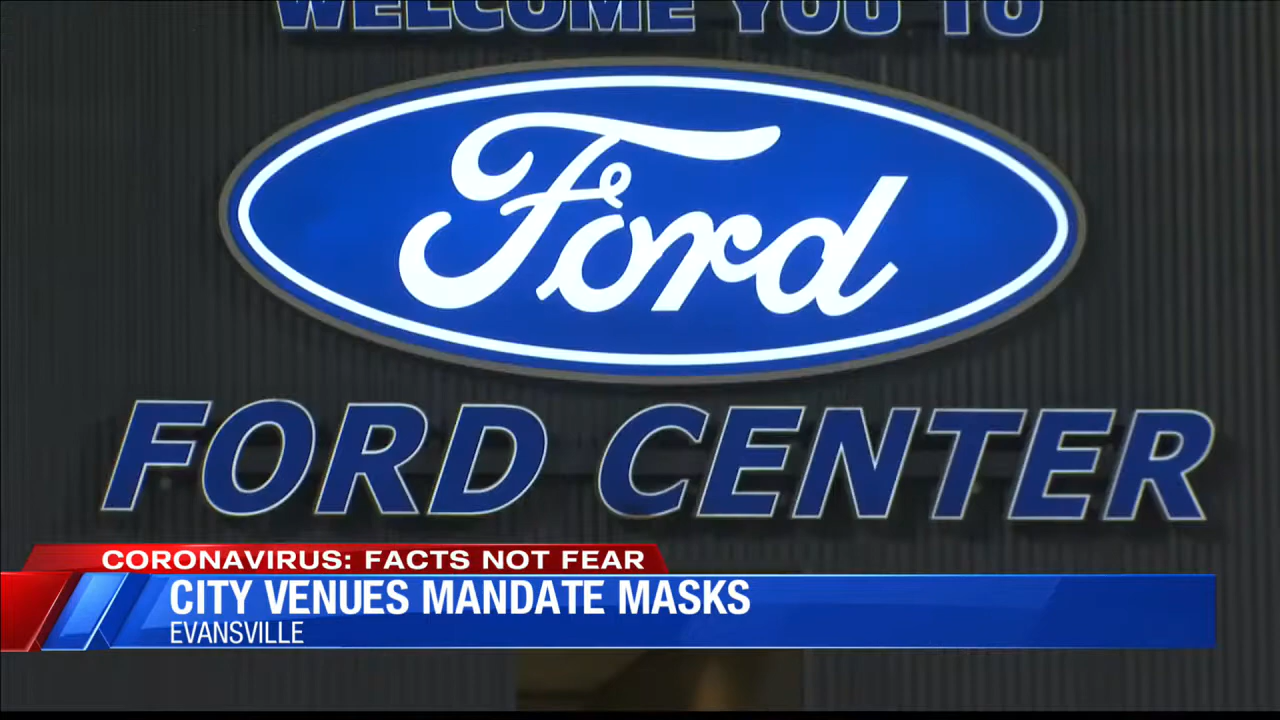 WELCOME YOU TO
Ford
FORD CENTER
CORONAVIRUS: FACTS NOT FEAR
CITY VENUES MANDATE MASKS
EVANSVILLE